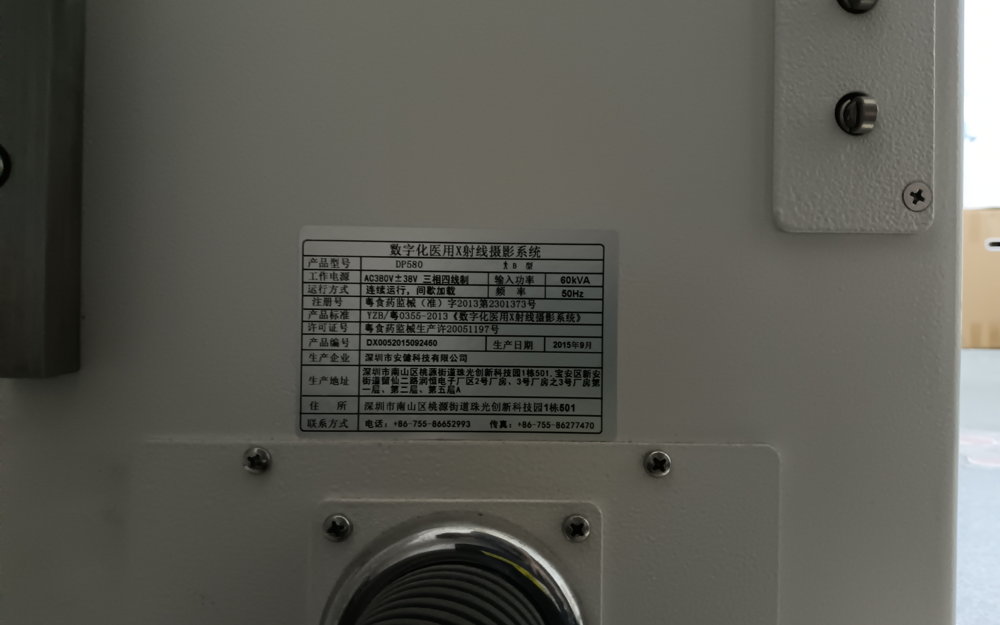 数字化医用X射线摄影系统
产品型号 DP580 B 型
工作电源 AC380V±38V 三相四线制 输入功率 60kVA
运行方式 连续运行，间歇加载 频 率 50Hz
注册号 粤食药监械（准）字2013第2301373号
产品标准 YZB/粤0355-2013《数字化医用X射线摄影系统》
许可证号 粤食药监械生产许20051197号
产品编号 DX0052015092460 生产日期 2015年9月
生产企业 深圳市安健科技有限公司
生产地址 深圳市南山区桃源街道珠光创新科技园1栋501,宝安区新安
街道留仙二路润恒电子厂区2号厂房、3号厂房之3号厂房第
一层、第二层、第五层A
住 所 深圳市南山区桃源街道珠光创新科技园1栋501
联系方式 电话：+86-755-86652993 传真：+86-755-86277470